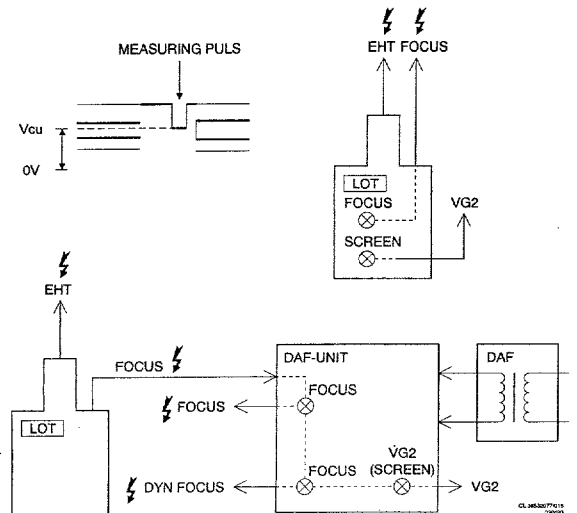 MEASURING PULS
Vcu
0V
EHT FOCUS
LOT
FOCUS
SCREEN
VG2
EHT
LOT
FOCUS
DAF-UNIT
FOCUS
FOCUS
DYN FOCUS
FOCUS
VG2
(SCREEN)
VG2
DAF